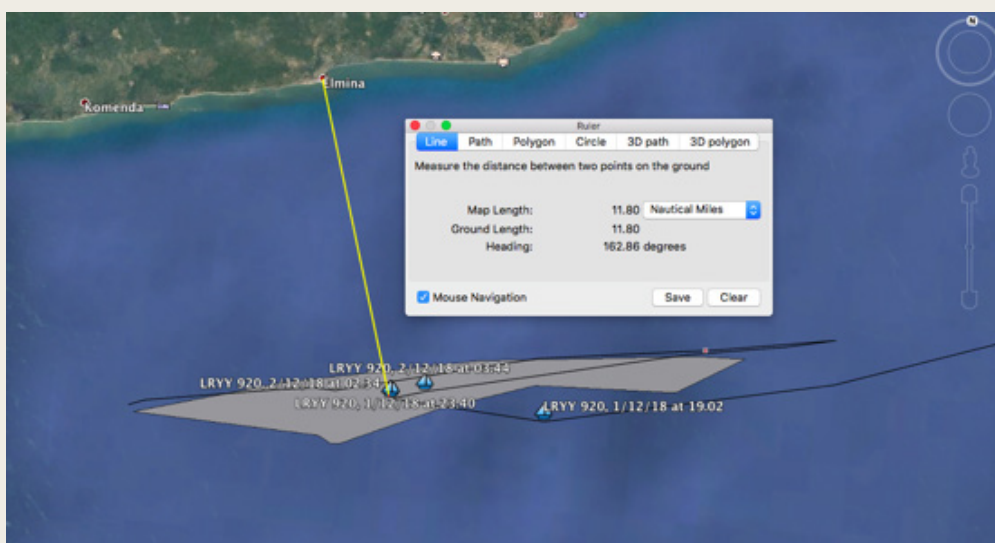 N
Elmina
Komenda
Ruler
Line Path Polygon Circle 3D path 3D polygon
Measure the distance between two points on the ground
Map Length: 11.80 Nautical Miles
Ground Length: 11.80
Heading: 162.86 degrees
Mouse Navigation Save Clear
LRYY 920, 2/12/18 at 03:44
LRYY 920, 2/12/18 at 02:34
LRYY 920, 1/12/18 at 23:40
LRYY 920, 1/12/18 at 19.02